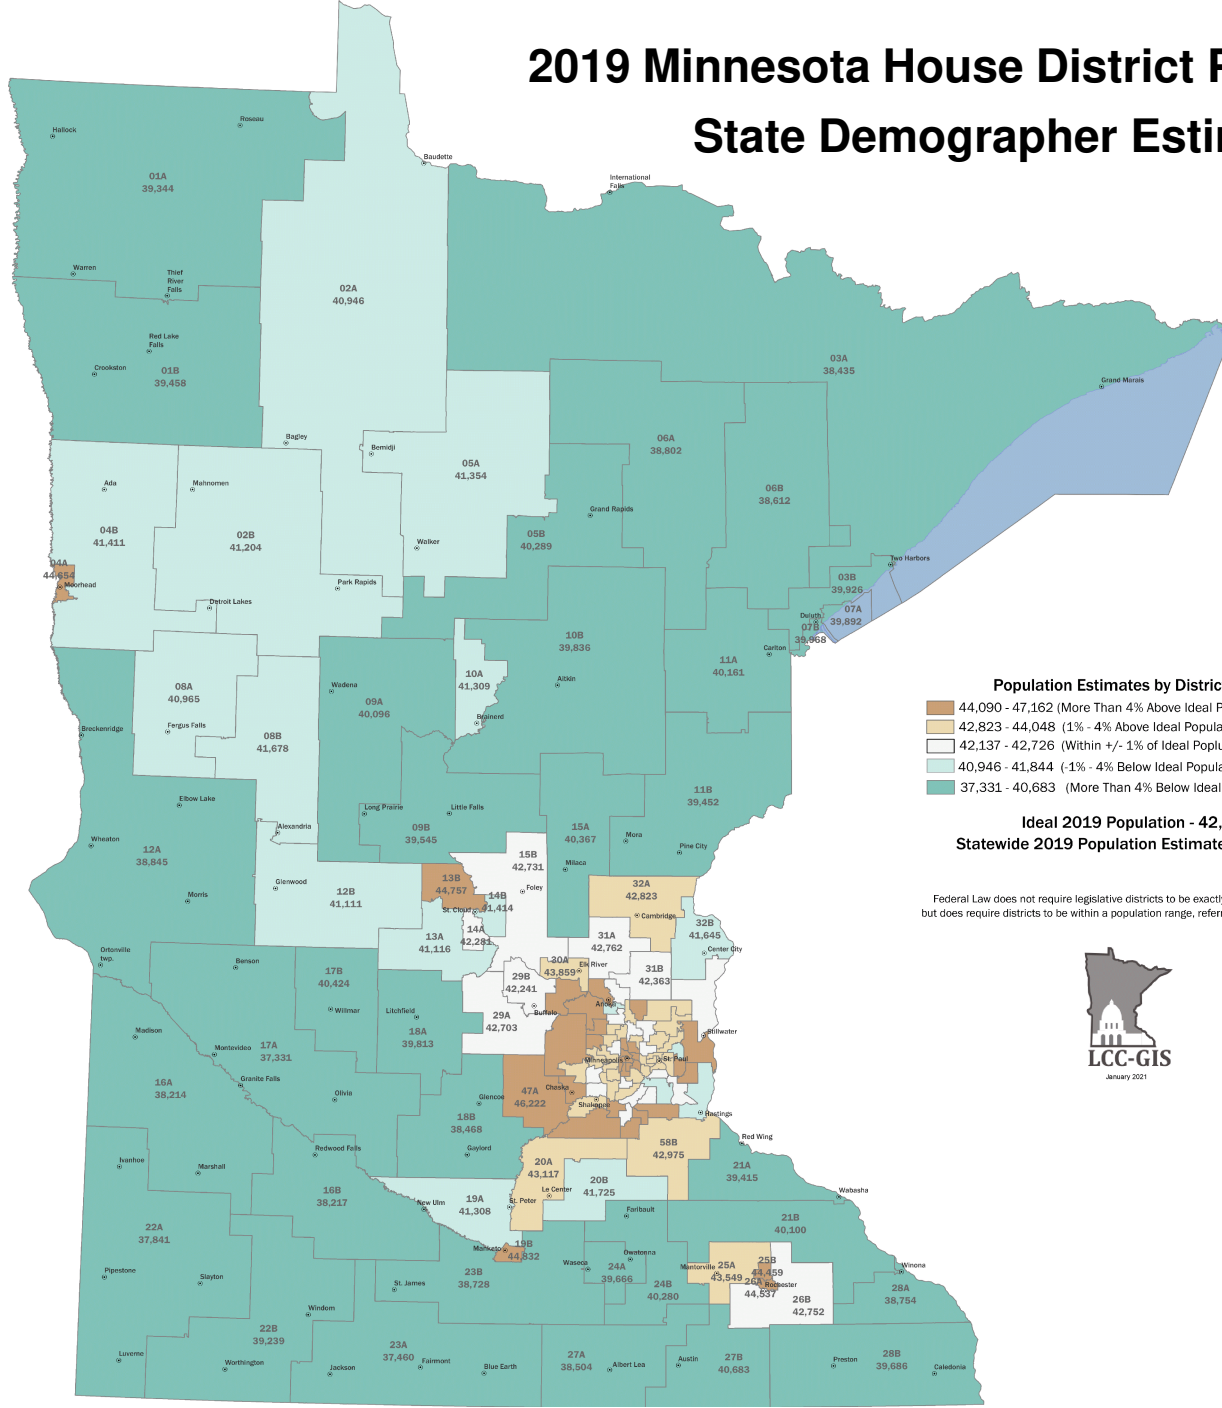 2019 Minnesota House District P
State Demographer Estin
Baudette
International
Falls
Hallock
Roseau
01A
39,344
Warren
Thief
River
Falls
02A
40,946
Red Lake
Falls
Crookston
01B
39,458
03A
38,435
Grand Marais
Bagley
Bemidji
06A
38,802
05A
41,354
Ada
Mahnomen
06B
38,612
Grand Rapids
04B
41,411
02B
41,204
05B
40,289
Walker
Two Harbors
04A
44,654
Moorhead
Park Rapids
03B
39,926
Detroit Lakes
07A
39,892
Duluth
07B
39,968
10B
39,836
Carlton
11A
40,161
08A
40,965
Wadena
10A
41,309
Aitkin
09A
40,096
Fergus Falls
Brainerd
Breckenridge
08B
41,678
Population Estimates by Distric
44,090 - 47,162 (More Than 4% Above Ideal P
42,823 - 44,048 (1% - 4% Above Ideal Popula
42,137 - 42,726 (Within +/- 1% of Ideal Poplu
40,946 - 41,844 (-1% - 4% Below Ideal Popula
37,331 - 40,683 (More Than 4% Below Ideal
Ideal 2019 Population - 42,
Statewide 2019 Population Estimate
Federal Law does not require legislative districts to be exactly
but does require districts to be within a population range, refer
LCC-GIS
January 2021
Elbow Lake
Long Prairie
Little Falls
11B
39,452
Alexandria
09B
39,545
15A
40,367
Mora
Wheaton
12A
38,845
Pine City
15B
42,731
Milaca
Glenwood
13B
44,757
Foley
32A
42,823
Morris
12B
41,111
14B
41,414
St. Cloud
Cambridge
14A
42,281
32B
41,645
13A
41,116
31A
42,762
Center City
Ortonville
twp.
Benson
17B
40,424
30A
43,859
Elk River
31B
42,363
29B
42,241
Willmar
Litchfield
Buffalo
Anoka
29A
42,703
18A
39,813
Madison
Stillwater
17A
37,331
Montevideo
Minneapolis
St. Paul
16A
38,214
Granite Falls
Olivia
47A
46,222
Chaska
Glencoe
Shakopee
18B
38,468
Hastings
Gaylord
Redwood Falls
58B
42,975
Red Wing
Ivanhoe
Marshall
20A
43,117
21A
39,415
16B
38,217
20B
41,725
Le Center
Wabasha
New Ulm
19A
41,308
St. Peter
Faribault
22A
37,841
21B
40,100
19B
44,832
Mankato
Owatonna
Waseca
Mantorville
25A
43,549
25B
44,459
Pipestone
Slayton
23B
38,728
24A
39,666
Winona
St. James
24B
40,280
26A
44,537
Rochester
28A
38,754
26B
42,752
Windom
22B
39,239
23A
37,460
Luverne
Worthington
Jackson
Fairmont
Blue Earth
27A
38,504
Albert Lea
Austin
27B
40,683
Preston
28B
39,686
Caledonia